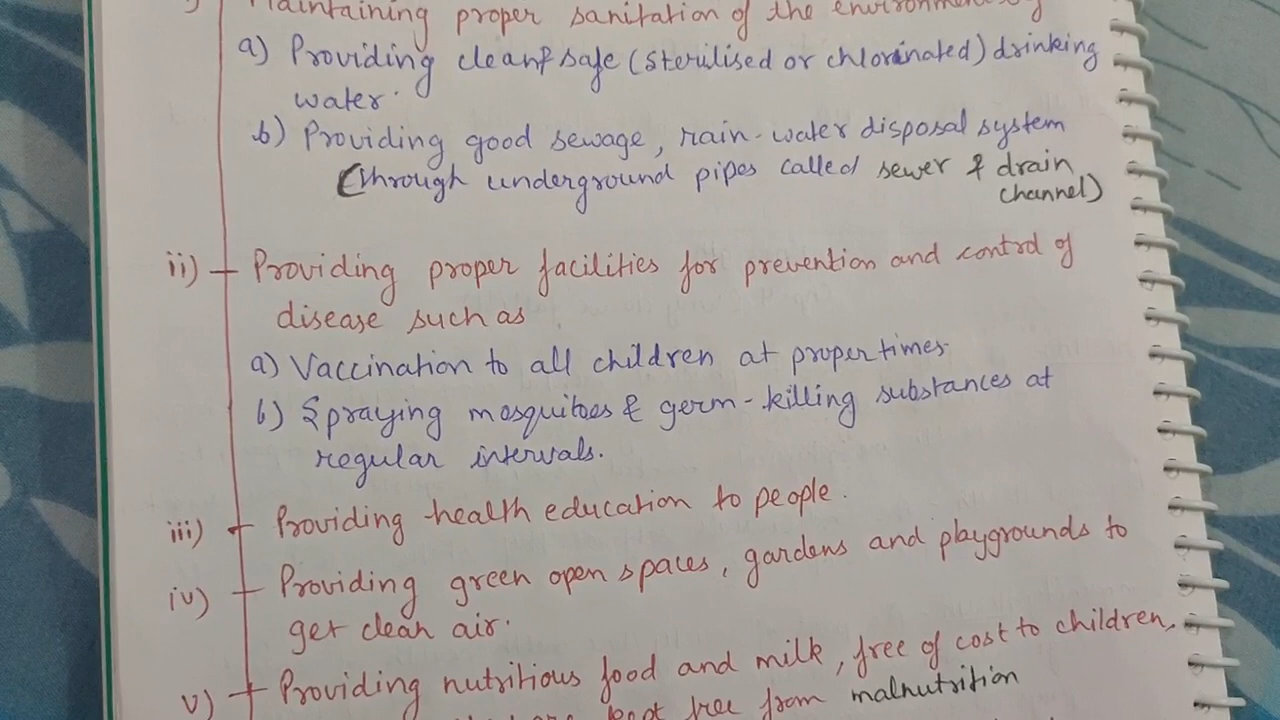 Maintaining proper sanitation of the environment by
a) Providing clean & safe (sterilised or chlorinated) drinking
water.
b) Providing good sewage, rain-water disposal system
(through underground pipes called sewer & drain
channel)
ii) Providing proper facilities for prevention and control of
disease such as
a) Vaccination to all children at proper times.
b) Spraying mosquitoes & germ-killing substances at
regular intervals.
iii) Providing health education to people.
iv) Providing green open spaces, gardens and playgrounds to
get clean air.
v) Providing nutritious food and milk, free of cost to children,
kept free from malnutrition